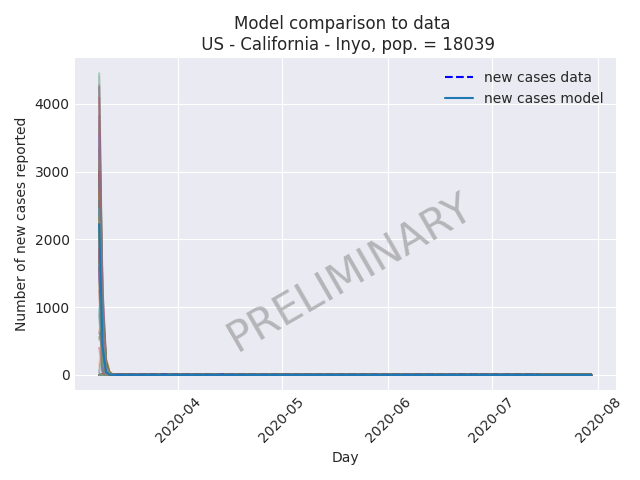 Model comparison to data
US - California - Inyo, pop. = 18039
new cases data
new cases model
4000
3000
2000
1000
0
Number of new cases reported
PRELIMINARY
2020-04
2020-05
2020-06
2020-07
2020-08
Day